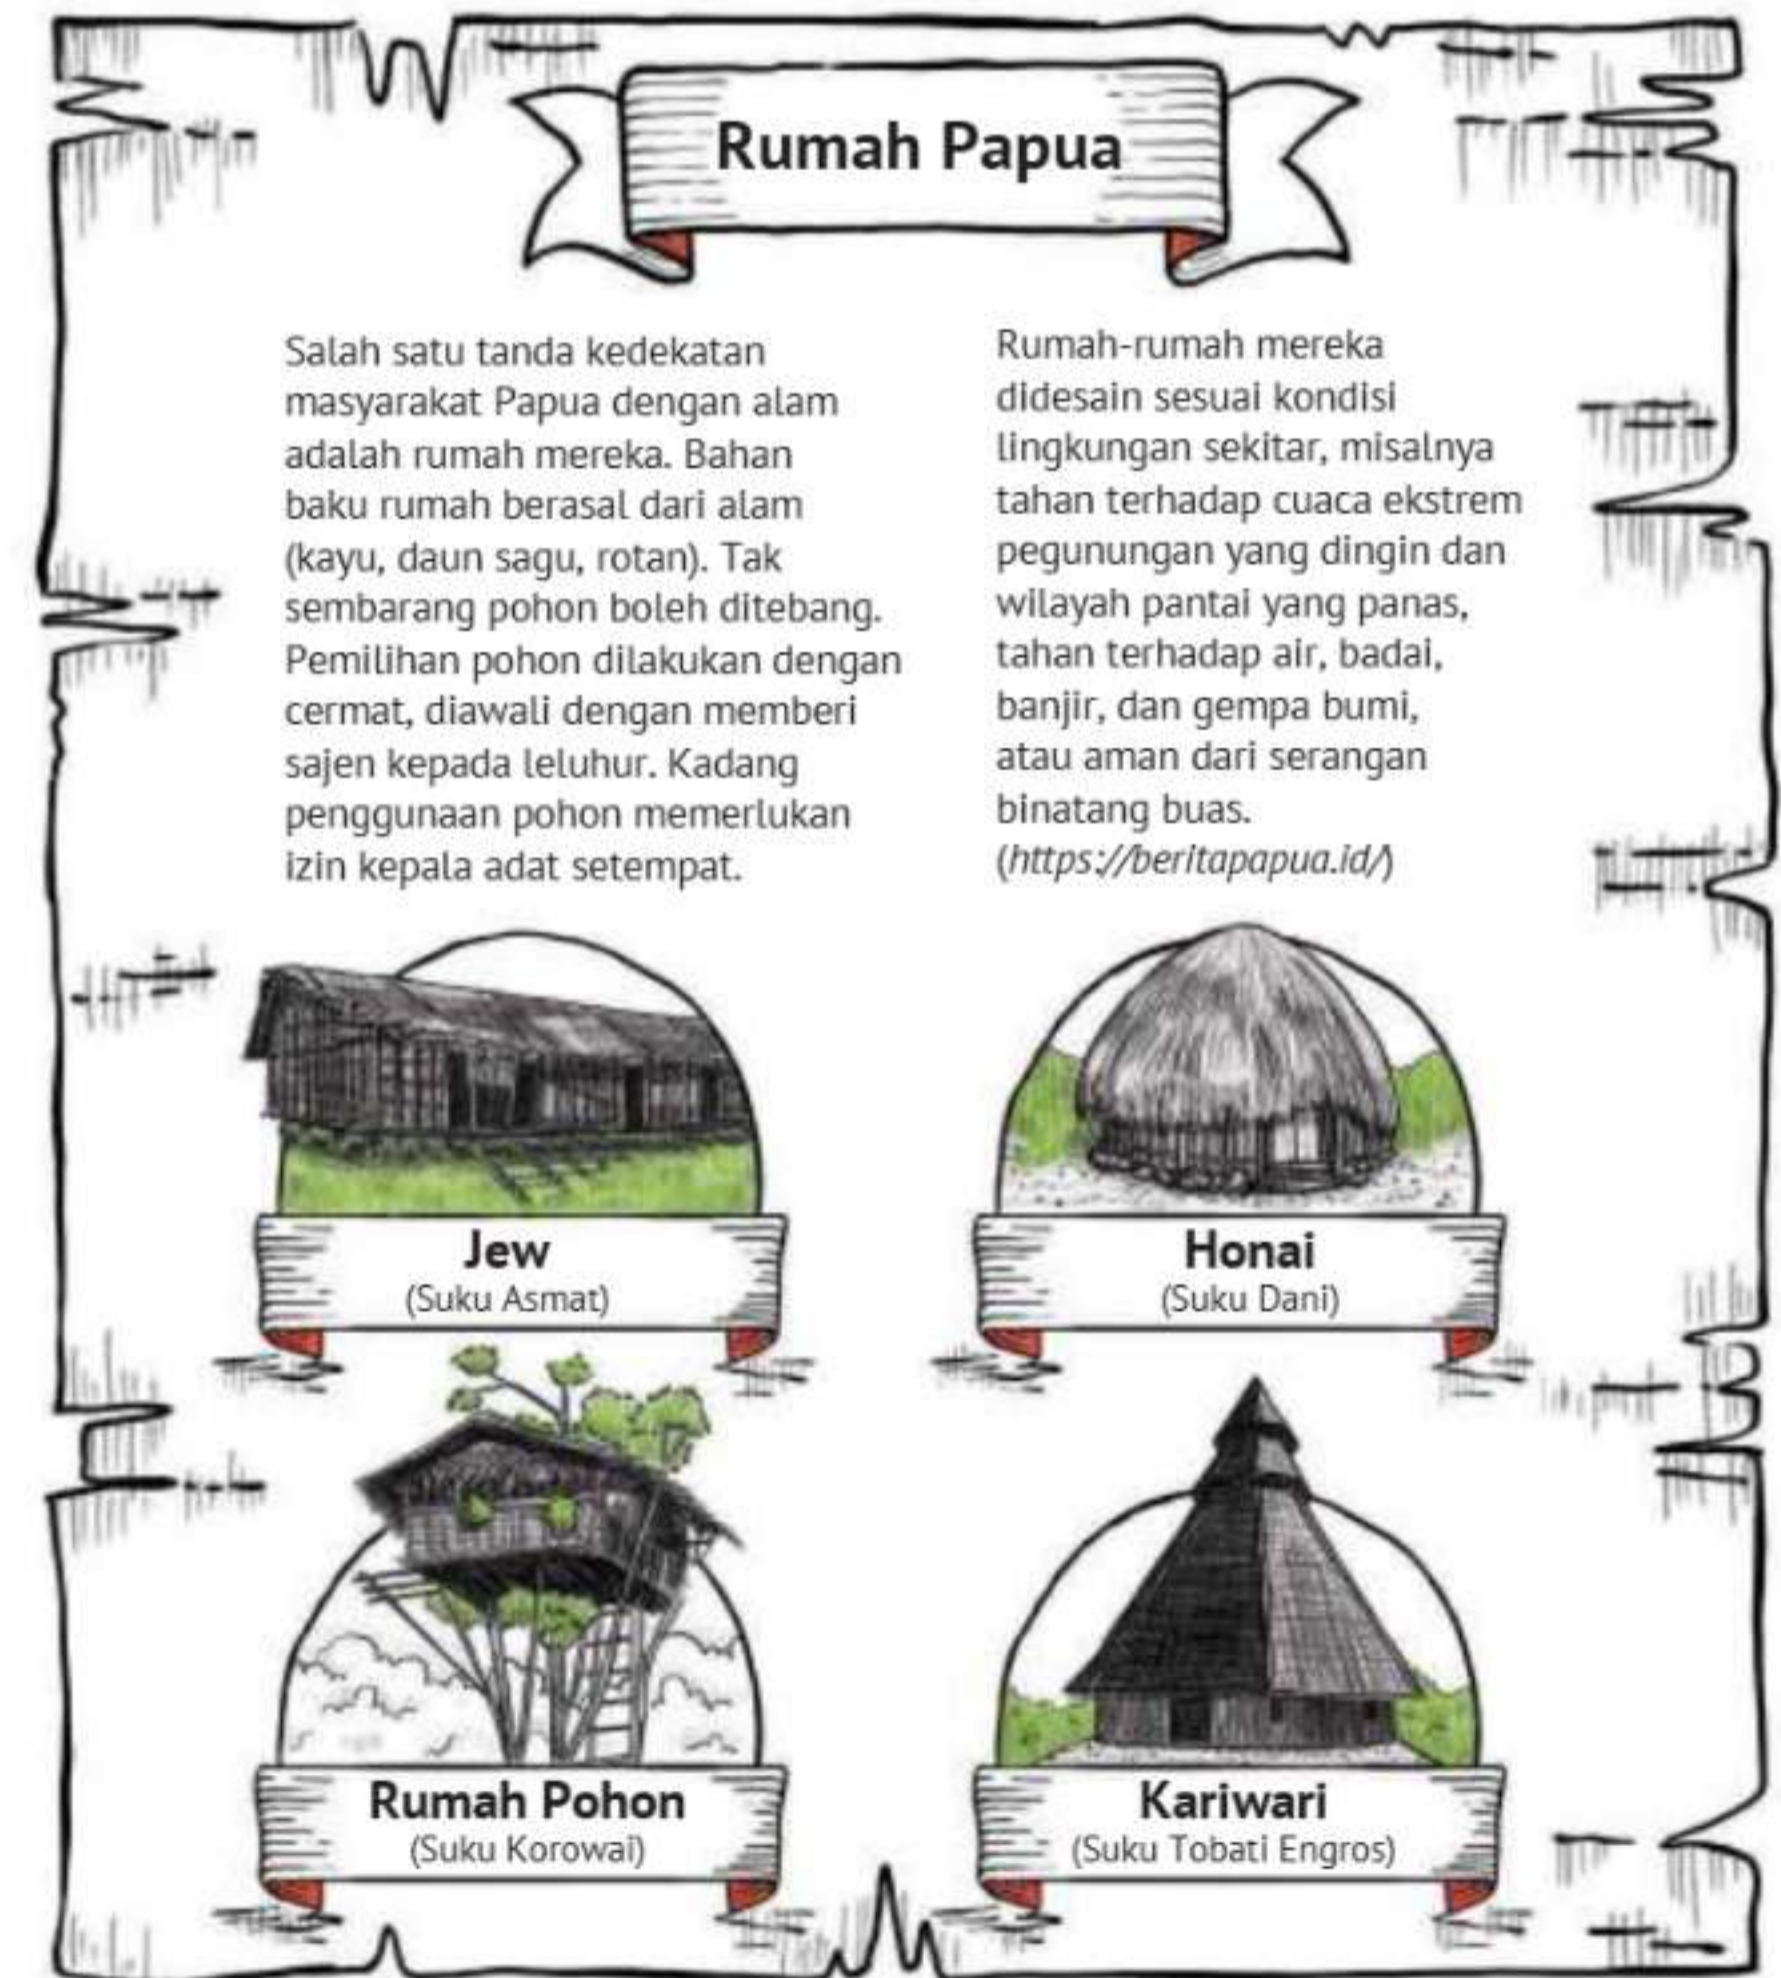 Rumah Papua
Salah satu tanda kedekatan
masyarakat Papua dengan alam
adalah rumah mereka. Bahan
baku rumah berasal dari alam
(kayu, daun sagu, rotan). Tak
sembarang pohon boleh ditebang.
Pemilihan pohon dilakukan dengan
cermat, diawali dengan memberi
sajen kepada leluhur. Kadang
penggunaan pohon memerlukan
izin kepala adat setempat.
Rumah-rumah mereka
didesain sesuai kondisi
lingkungan sekitar, misalnya
tahan terhadap cuaca ekstrem
pegunungan yang dingin dan
wilayah pantai yang panas,
tahan terhadap air, badai,
banjir, dan gempa bumi,
atau aman dari serangan
binatang buas.
(https://beritapapua.id/)
Jew
(Suku Asmat)
Honai
(Suku Dani)
Rumah Pohon
(Suku Korowai)
Kariwari
(Suku Tobati Engros)